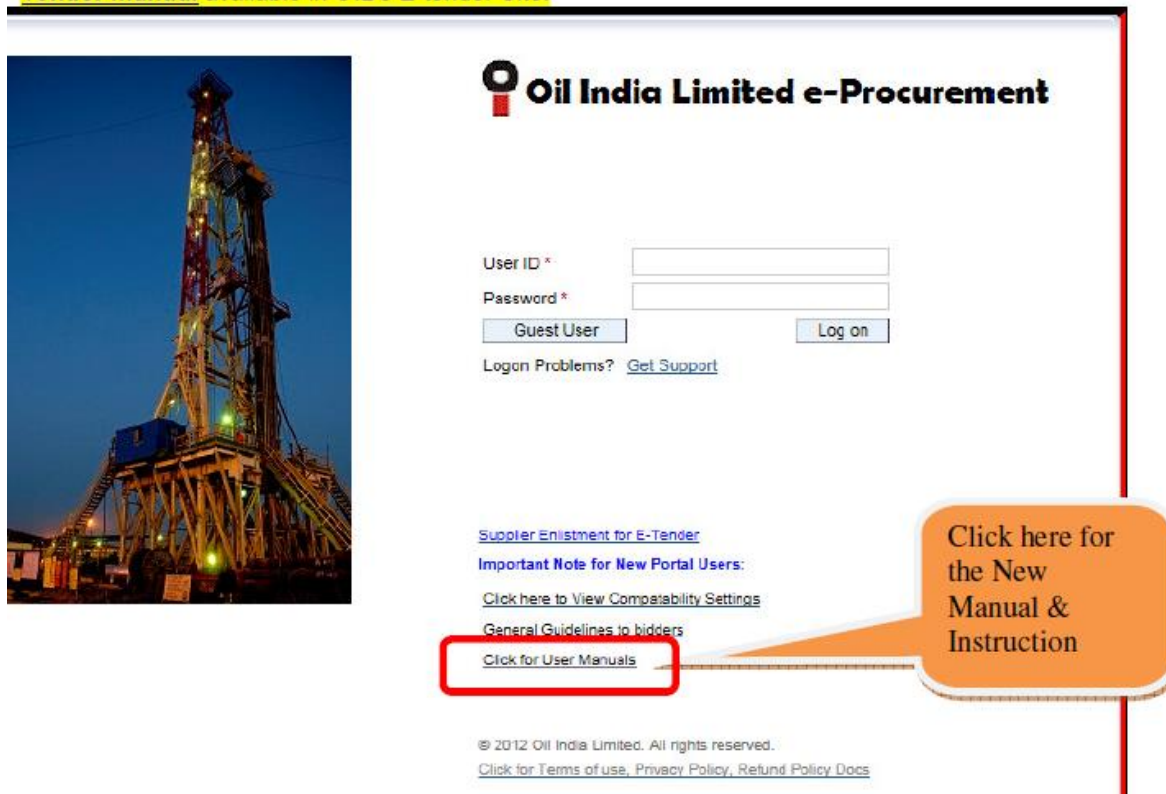 Oil India Limited e-Procurement
User ID *
Password *
Guest User
Log on
Logon Problems? Get Support
Supplier Enlistment for E-Tender
Important Note for New Portal Users:
Click here to View Compatability Settings
General Guidelines to bidders
Click for User Manuals
Click here for
the New
Manual &
Instruction
© 2012 Oil India Limited. All rights reserved.
Click for Terms of use, Privacy Policy, Refund Policy Docs